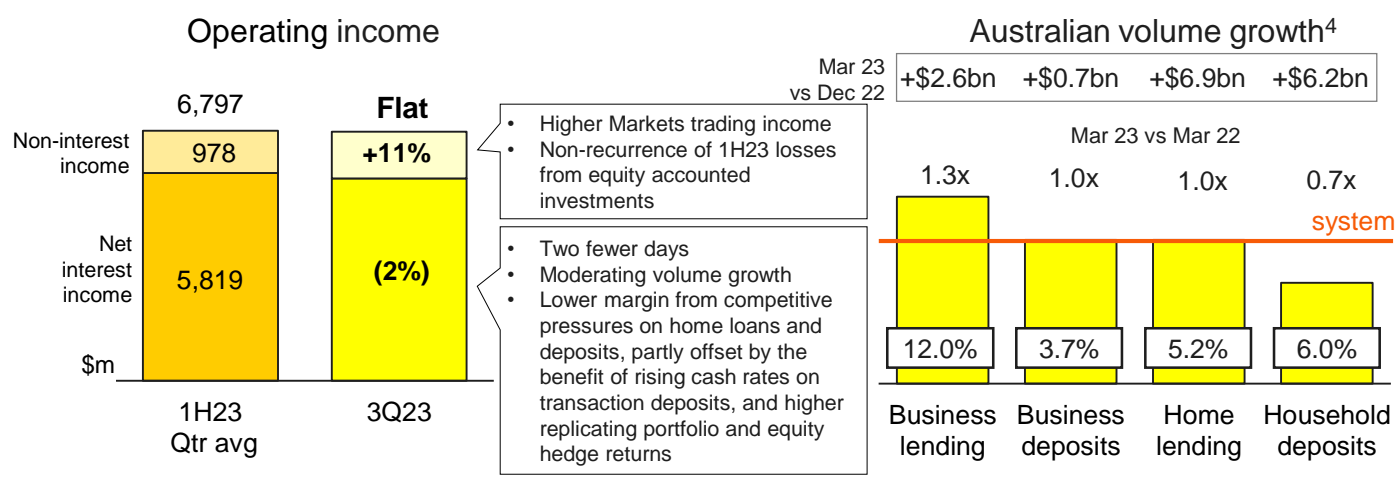 Operating income
6,797
Flat
Non-interest
income
978
+11%
Net
interest
income
5,819
(2%)
$m
1H23
Qtr avg
3Q23
• Higher Markets trading income
• Non-recurrence of 1H23 losses
from equity accounted
investments
• Two fewer days
• Moderating volume growth
• Lower margin from competitive
pressures on home loans and
deposits, partly offset by the
benefit of rising cash rates on
transaction deposits, and higher
replicating portfolio and equity
hedge returns
Australian volume growth4
Mar 23
vs Dec 22
+$2.6bn +$0.7bn +$6.9bn +$6.2bn
Mar 23 vs Mar 22
1.3x 1.0x 1.0x 0.7x
system
12.0% 3.7% 5.2% 6.0%
Business
lending
Business
deposits
Home
lending
Household
deposits